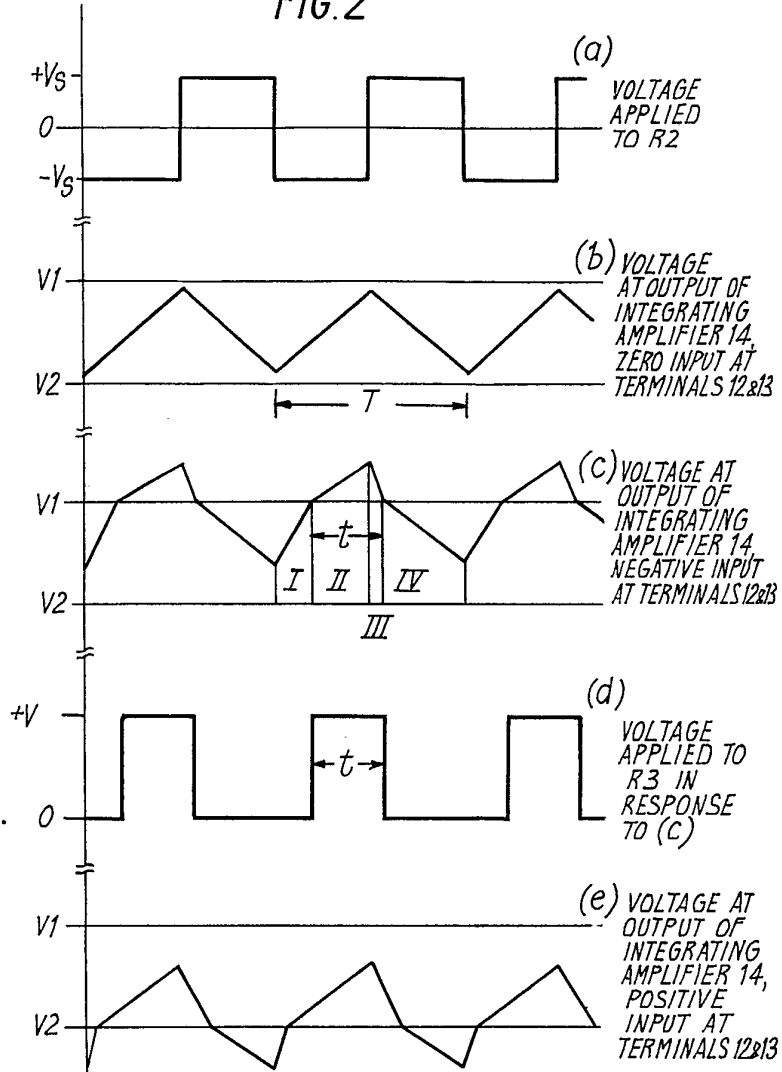 FIG.2
(a)
+VS
VOLTAGE
APPLIED
TO R2
0
-VS
(b) VOLTAGE
AT OUTPUT OF
INTEGRATING
AMPLIFIER 14,
ZERO INPUT AT
TERMINALS 12&13
V1
V2
T
(c) VOLTAGE AT
OUTPUT OF
INTEGRATING
AMPLIFIER 14,
NEGATIVE INPUT
AT TERMINALS 12&13
V1
t
I II IV
V2
III
(d)
VOLTAGE
APPLIED TO
R3 IN
RESPONSE
TO (C)
+V
t
0
(e) VOLTAGE AT
OUTPUT OF
INTEGRATING
AMPLIFIER 14,
POSITIVE
INPUT AT
TERMINALS 12&13
V1
V2